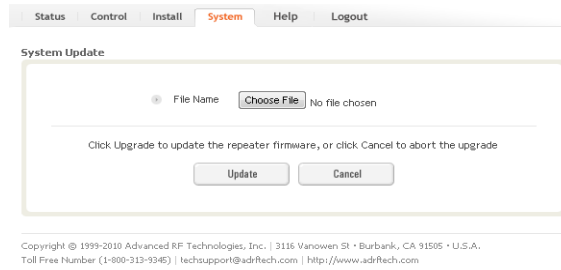 Status Control Install System Help Logout
System Update
File Name Choose File No file chosen
Click Upgrade to update the repeater firmware, or click Cancel to abort the upgrade
Update Cancel
Copyright © 1999-2010 Advanced RF Technologies, Inc. | 3116 Vanowen St • Burbank, CA 91505 • U.S.A.
Toll Free Number (1-800-313-9345) | techsupport@adrftech.com | http://www.adrftech.com